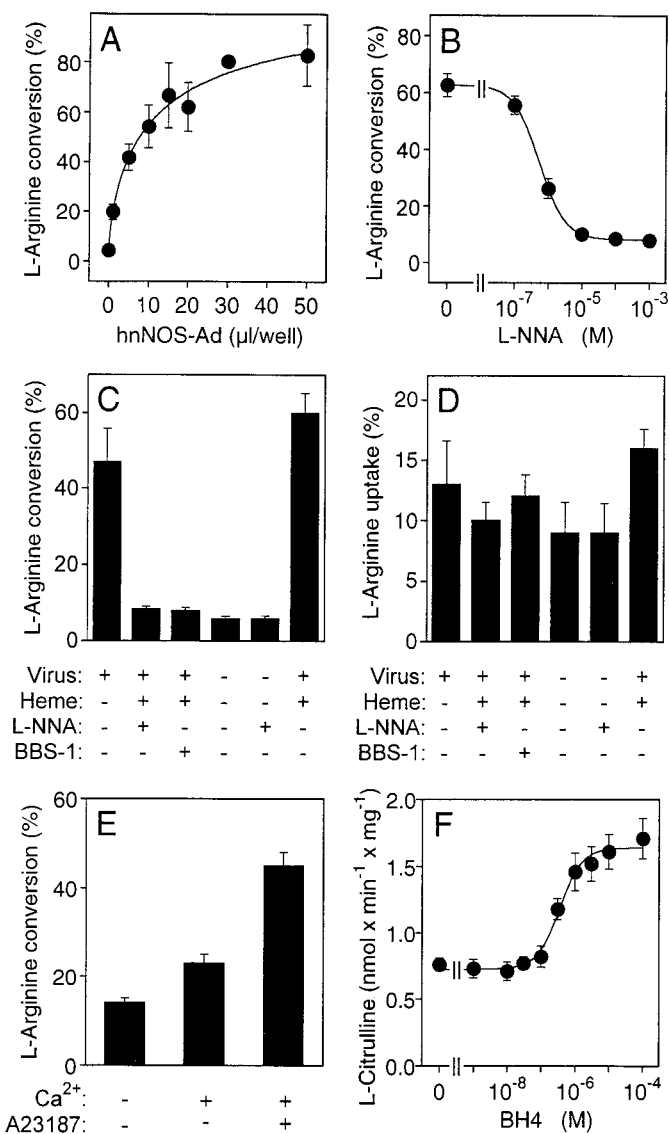 A
L-Arginine conversion (%)
80
60
40
20
0
0 10 20 30 40 50
hnNOS-Ad (µl/well)
B
L-Arginine conversion (%)
80
60
40
20
0
0 10⁻⁷ 10⁻⁵ 10⁻³
L-NNA (M)
C
L-Arginine conversion (%)
60
40
20
0
Virus: + + + - - +
Heme: - + + - - +
L-NNA: - + - - + -
BBS-1: - - + - - -
D
L-Arginine uptake (%)
20
15
10
5
0
Virus: + + + - - +
Heme: - + + - - +
L-NNA: - + - - + -
BBS-1: - - + - - -
E
L-Arginine conversion (%)
60
40
20
0
Ca²⁺: - + +
A23187: - - +
F
L-Citrulline (nmol x min⁻¹ x mg⁻¹)
2.0
1.5
1.0
0.5
0.0
0 10⁻⁸ 10⁻⁶ 10⁻⁴
BH4 (M)